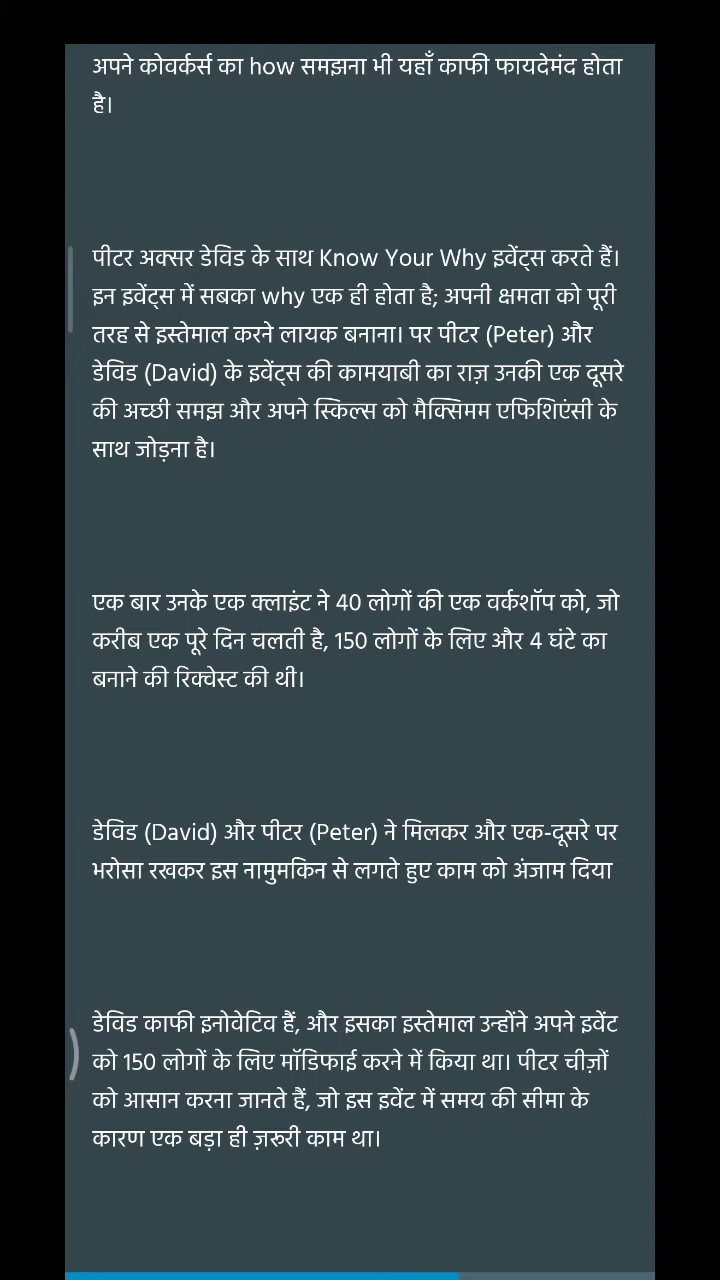 अपने कोवर्कर्स का how समझना भी यहाँ काफी फायदेमंद होता
है।
पीटर अक्सर डेविड के साथ Know Your Why इवेंट्स करते हैं।
इन इवेंट्स में सबका why एक ही होता है; अपनी क्षमता को पूरी
तरह से इस्तेमाल करने लायक बनाना। पर पीटर (Peter) और
डेविड (David) के इवेंट्स की कामयाबी का राज़ उनकी एक दूसरे
की अच्छी समझ और अपने स्किल्स को मैक्सिमम एफिशिएंसी के
साथ जोड़ना है।
एक बार उनके एक क्लाइंट ने 40 लोगों की एक वर्कशॉप को, जो
करीब एक पूरे दिन चलती है, 150 लोगों के लिए और 4 घंटे का
बनाने की रिक्वेस्ट की थी।
डेविड (David) और पीटर (Peter) ने मिलकर और एक-दूसरे पर
भरोसा रखकर इस नामुमकिन से लगते हुए काम को अंजाम दिया
डेविड काफी इनोवेटिव हैं, और इसका इस्तेमाल उन्होंने अपने इवेंट
को 150 लोगों के लिए मॉडिफाई करने में किया था। पीटर चीज़ों
को आसान करना जानते हैं, जो इस इवेंट में समय की सीमा के
कारण एक बड़ा ही ज़रूरी काम था।